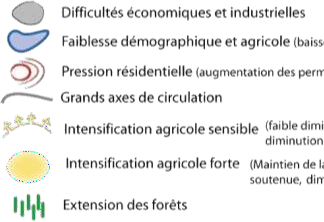 Difficultés économiques et industrielles
Faiblesse démographique et agricole (baiss
Pression résidentielle (augmentation des perm
Grands axes de circulation
Intensification agricole sensible (faible dimi
diminution
Intensification agricole forte (Maintien de la
soutenue, dim
Extension des forêts